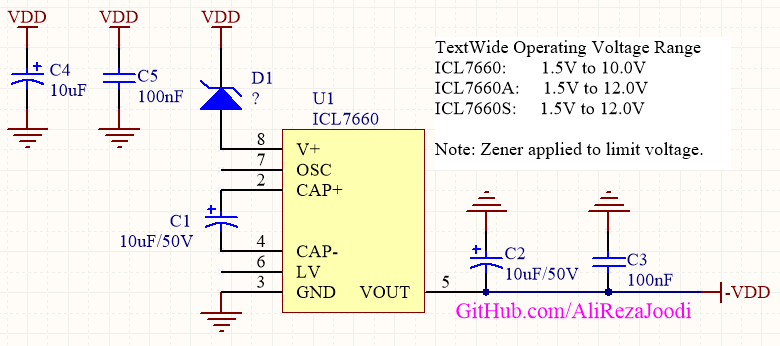 VDD
VDD
VDD
TextWide Operating Voltage Range
ICL7660: 1.5V to 10.0V
ICL7660A: 1.5V to 12.0V
ICL7660S: 1.5V to 12.0V
Note: Zener applied to limit voltage.
C4
10uF
C5
100nF
D1
?
U1
ICL7660
8
V+
7
OSC
2
CAP+
C1
10uF/50V
4
CAP-
6
LV
3
GND
VOUT
5
C2
10uF/50V
C3
100nF
-VDD
GitHub.com/AliRezaJoodi